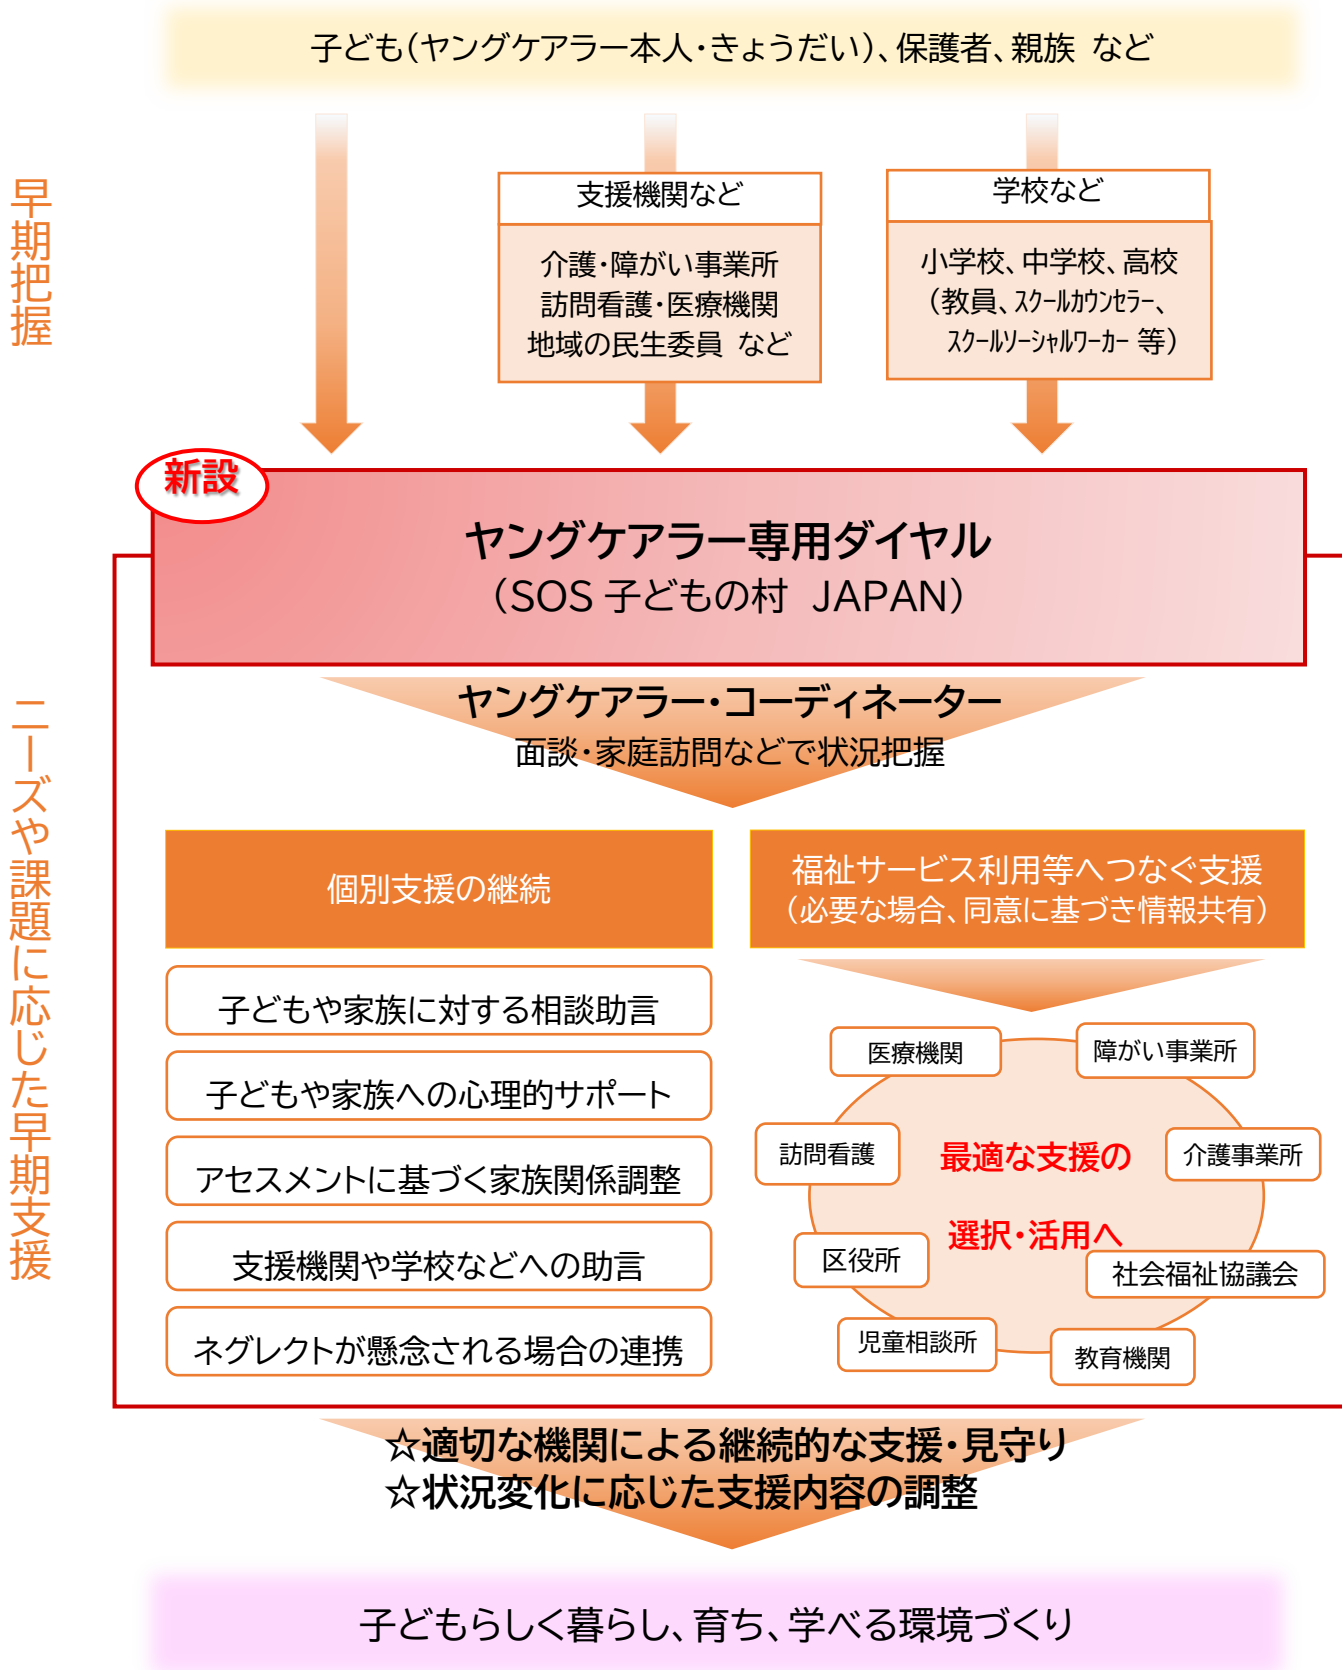 子ども（ヤングケアラー本人・きょうだい）、保護者、親族 など
早期把握
支援機関など
介護・障がい事業所
訪問看護・医療機関
地域の民生委員 など
学校など
小学校、中学校、高校
（教員、ｽｸｰﾙｶｳﾝｾﾗｰ、
ｽｸｰﾙｿｰｼｬﾙﾜｰｶｰ 等）
新設
ヤングケアラー専用ダイヤル
（SOS 子どもの村 JAPAN）
ニーズや課題に応じた早期支援
ヤングケアラー・コーディネーター
面談・家庭訪問などで状況把握
個別支援の継続
子どもや家族に対する相談助言
子どもや家族への心理的サポート
アセスメントに基づく家族関係調整
支援機関や学校などへの助言
ネグレクトが懸念される場合の連携
福祉サービス利用等へつなぐ支援
（必要な場合、同意に基づき情報共有）
医療機関
障がい事業所
訪問看護
介護事業所
最適な支援の
選択・活用へ
区役所
社会福祉協議会
児童相談所
教育機関
☆適切な機関による継続的な支援・見守り
☆状況変化に応じた支援内容の調整
子どもらしく暮らし、育ち、学べる環境づくり